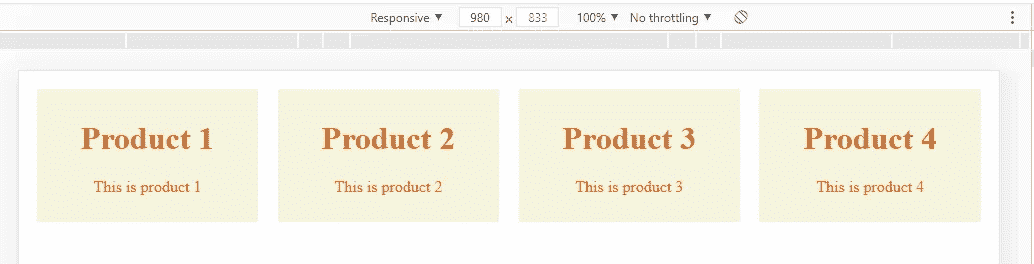 Responsive ▼ 980 x 833 100% ▼ No throttling ▼
Product 1 Product 2 Product 3 Product 4
This is product 1 This is product 2 This is product 3 This is product 4